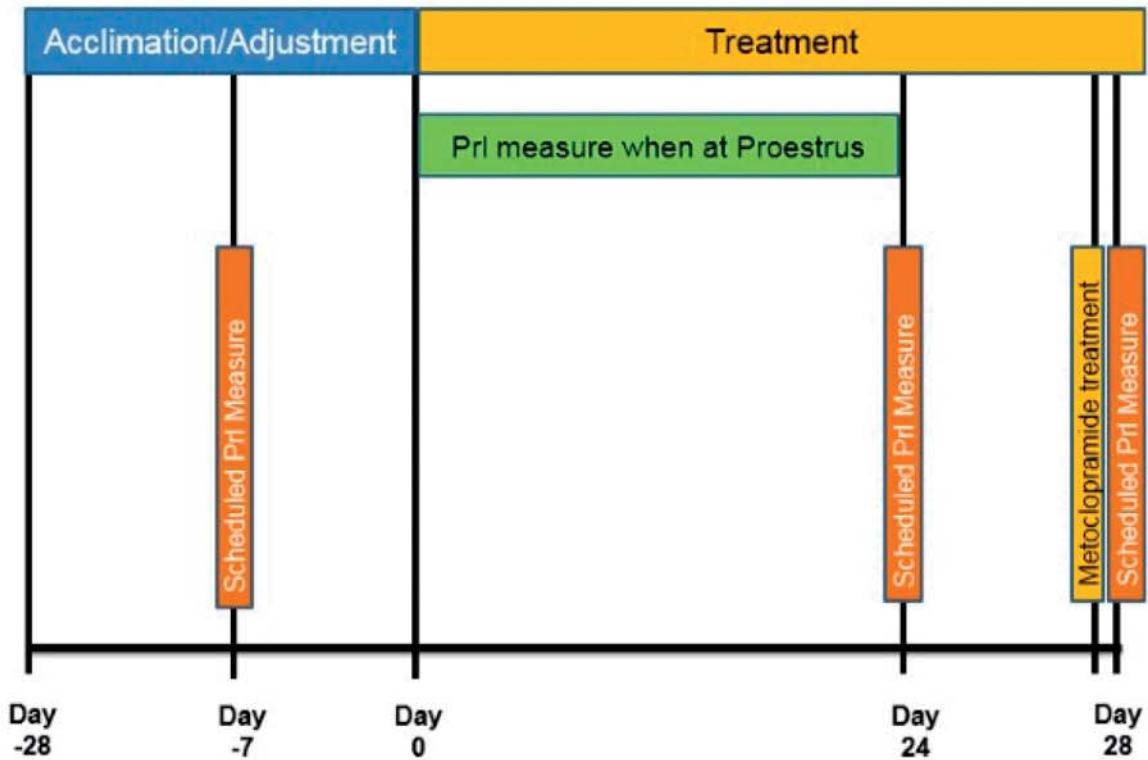 Acclimation/Adjustment
Treatment
Prl measure when at Proestrus
Scheduled Prl Measure
Scheduled Prl Measure
Metoclopramide treatment
Scheduled Prl Measure
Day
-28
Day
-7
Day
0
Day
24
Day
28